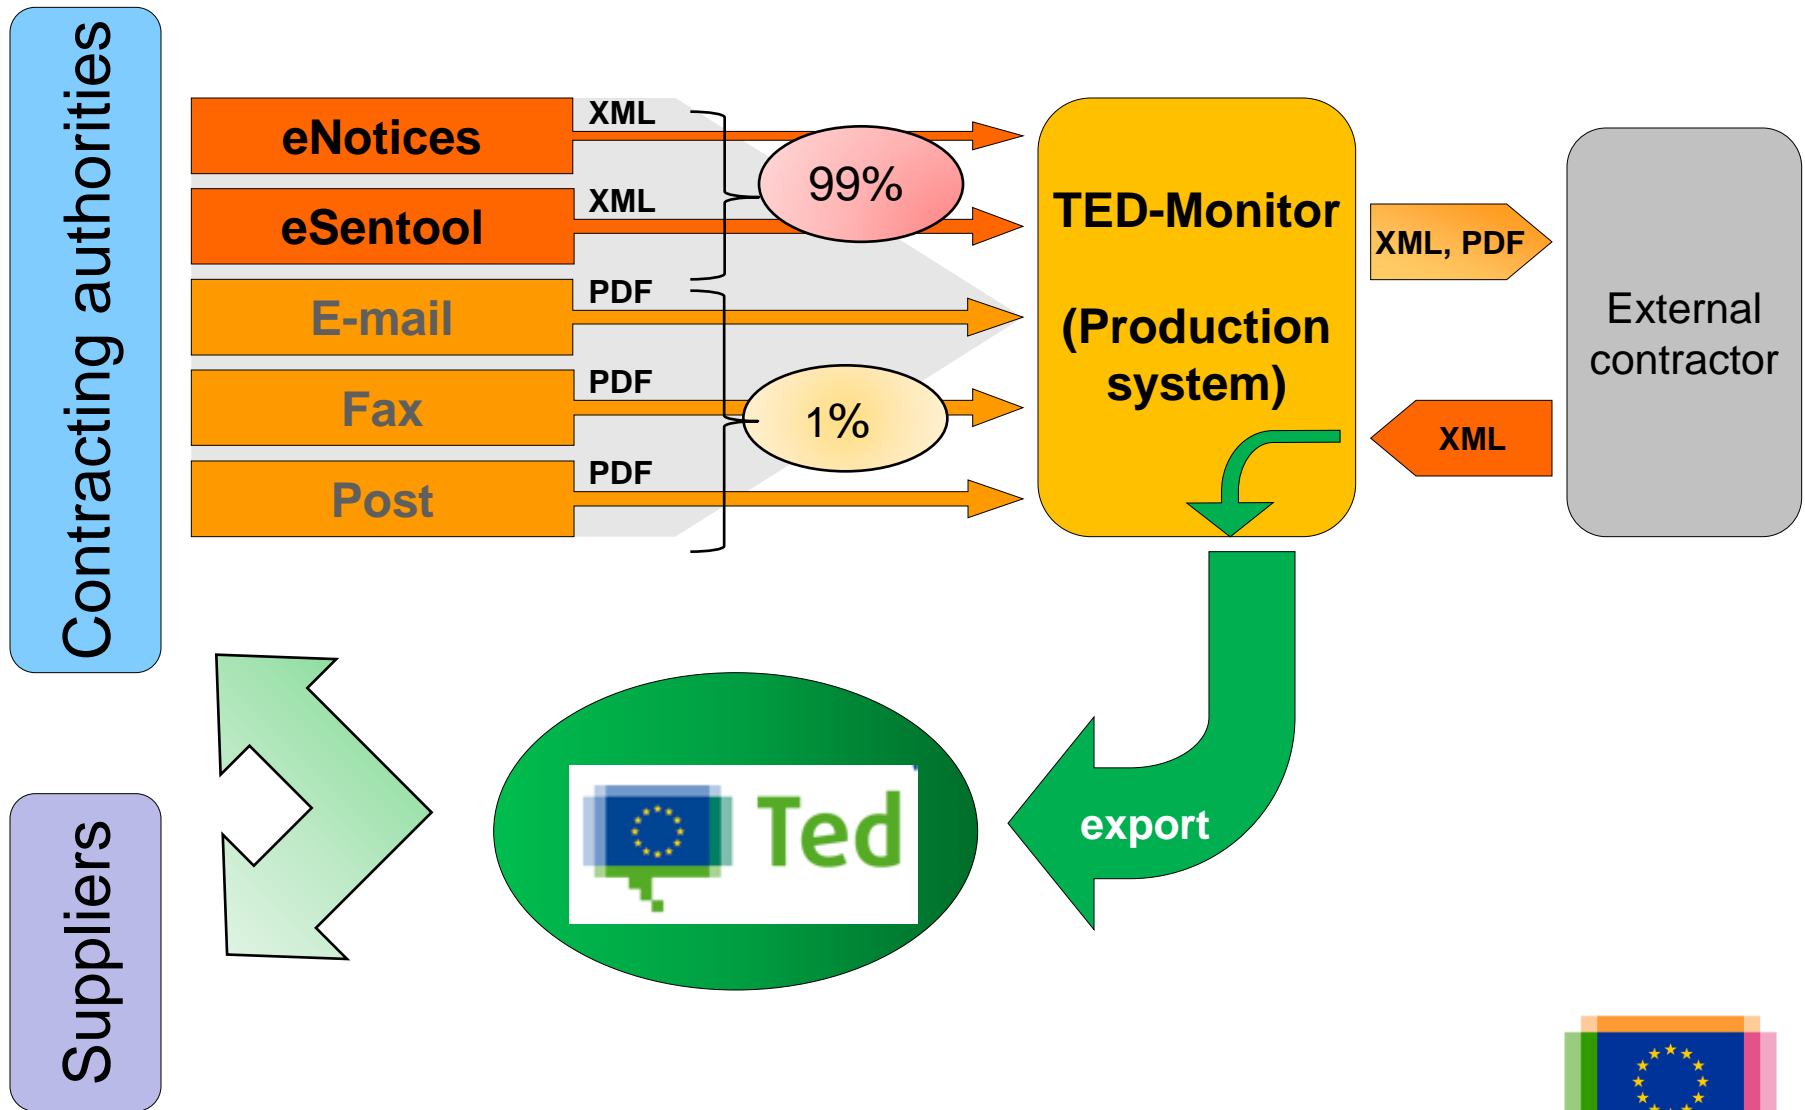 Contracting authorities
eNotices
XML
eSentool
XML
99%
E-mail
PDF
Fax
PDF
1%
Post
PDF
TED-Monitor
(Production
system)
XML, PDF
XML
External
contractor
export
Ted
Suppliers